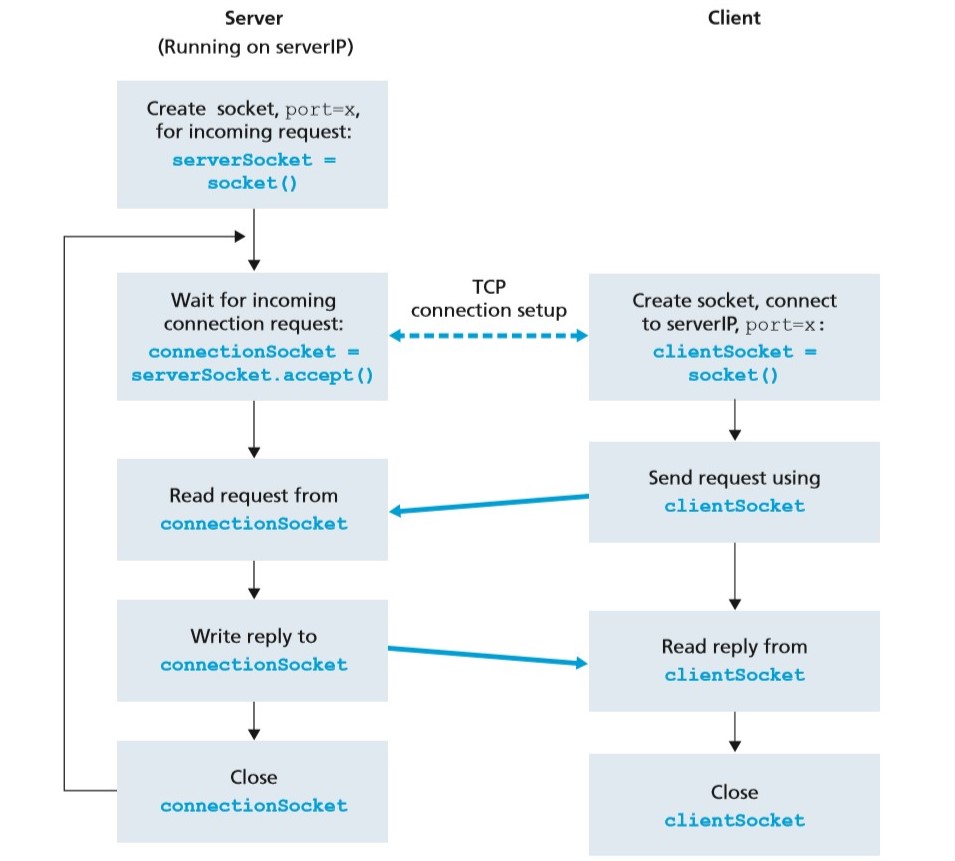 Server
(Running on serverIP)
Client
Create socket, port=x,
for incoming request:
serverSocket =
socket()
Wait for incoming
connection request:
connectionSocket =
serverSocket.accept()
TCP
connection setup
Create socket, connect
to serverIP, port=x:
clientSocket =
socket()
Read request from
connectionSocket
Send request using
clientSocket
Write reply to
connectionSocket
Read reply from
clientSocket
Close
connectionSocket
Close
clientSocket